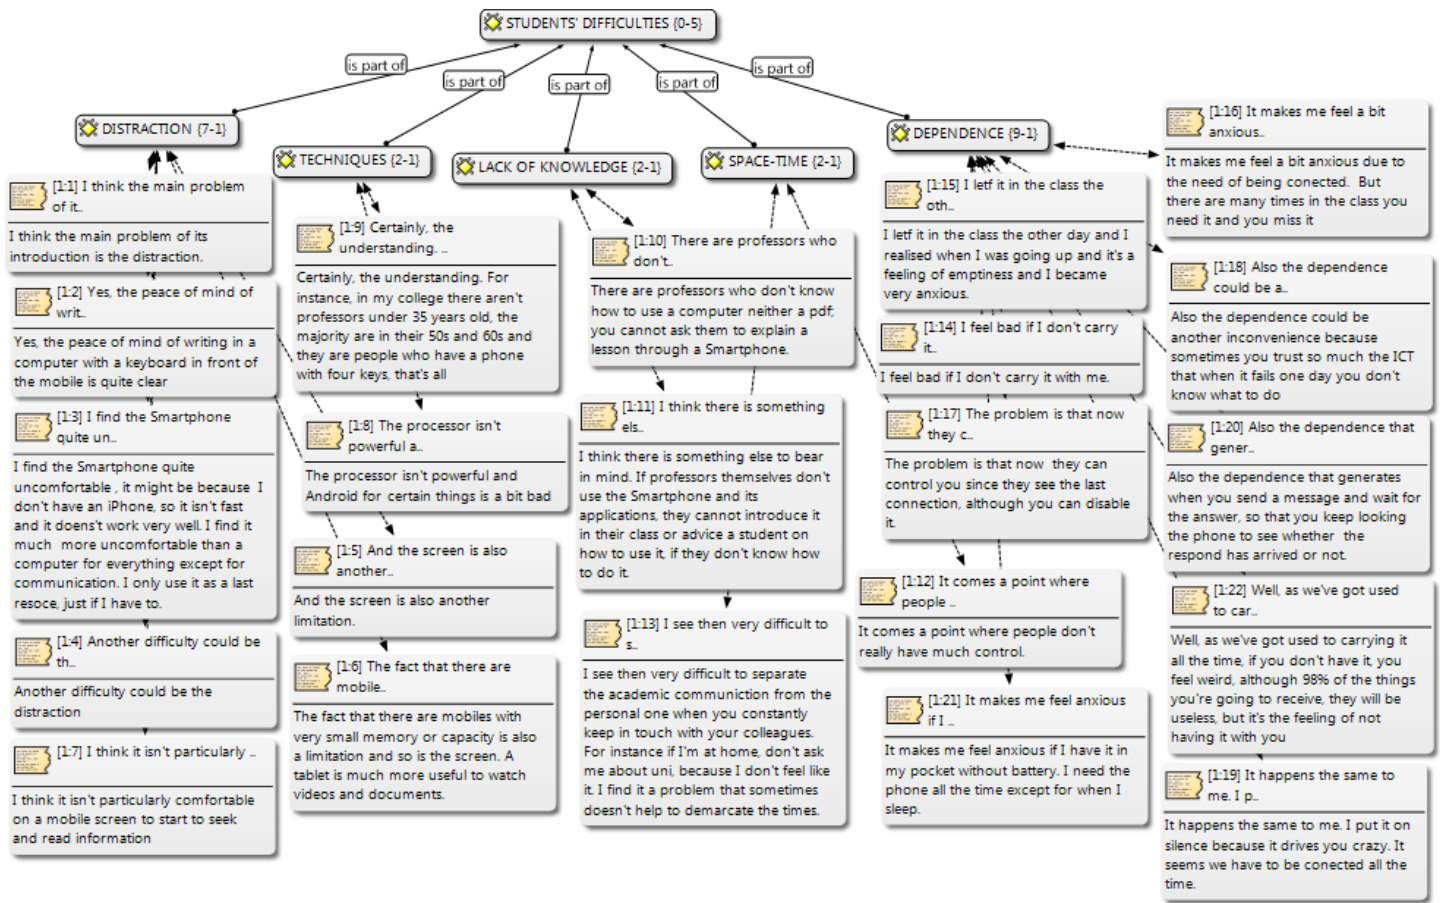 STUDENTS' DIFFICULTIES {0-5}
is part of
is part of
is part of
is part of
is part of
DISTRACTION {7-1}
TECHNIQUES {2-1}
LACK OF KNOWLEDGE {2-1}
SPACE-TIME {2-1}
DEPENDENCE {9-1}
[1:1] I think the main problem
of it..
I think the main problem of its
introduction is the distraction.
[1:2] Yes, the peace of mind of
writ..
Yes, the peace of mind of writing in a
computer with a keyboard in front of
the mobile is quite clear
[1:3] I find the Smartphone
quite un..
I find the Smartphone quite
uncomfortable , it might be because I
don't have an iPhone, so it isn't fast
and it doens't work very well. I find it
much more uncomfortable than a
computer for everything except for
communication. I only use it as a last
resoce, just if I have to.
[1:4] Another difficulty could be
th..
Another difficulty could be the
distraction
[1:7] I think it isn't particularly ..
I think it isn't particularly comfortable
on a mobile screen to start to seek
and read information
[1:9] Certainly, the
understanding. ..
Certainly, the understanding. For
instance, in my college there aren't
professors under 35 years old, the
majority are in their 50s and 60s and
they are people who have a phone
with four keys, that's all
[1:8] The processor isn't
powerful a..
The processor isn't powerful and
Android for certain things is a bit bad
[1:5] And the screen is also
another..
And the screen is also another
limitation.
[1:6] The fact that there are
mobile..
The fact that there are mobiles with
very small memory or capacity is also
a limitation and so is the screen. A
tablet is much more useful to watch
videos and documents.
[1:10] There are professors who
don't..
There are professors who don't know
how to use a computer neither a pdf;
you cannot ask them to explain a
lesson through a Smartphone.
[1:11] I think there is something
els..
I think there is something else to bear
in mind. If professors themselves don't
use the Smartphone and its
applications, they cannot introduce it
in their class or advice a student on
how to use it, if they don't know how
to do it.
[1:13] I see then very difficult to
s..
I see then very difficult to separate
the academic communiction from the
personal one when you constantly
keep in touch with your colleagues.
For instance if I'm at home, don't ask
me about uni, because I don't feel like
it. I find it a problem that sometimes
doesn't help to demarcate the times.
[1:15] I letf it in the class the
oth..
I letf it in the class the other day and I
realised when I was going up and it's a
feeling of emptiness and I became
very anxious.
[1:14] I feel bad if I don't carry
it..
I feel bad if I don't carry it with me.
[1:17] The problem is that now
they c..
The problem is that now they can
control you since they see the last
connection, although you can disable
it.
[1:12] It comes a point where
people ..
It comes a point where people don't
really have much control.
[1:21] It makes me feel anxious
if I ..
It makes me feel anxious if I have it in
my pocket without battery. I need the
phone all the time except for when I
sleep.
[1:16] It makes me feel a bit
anxious..
It makes me feel a bit anxious due to
the need of being conected. But
there are many times in the class you
need it and you miss it
[1:18] Also the dependence
could be a..
Also the dependence could be
another inconvenience because
sometimes you trust so much the ICT
that when it fails one day you don't
know what to do
[1:20] Also the dependence that
gener..
Also the dependence that generates
when you send a message and wait for
the answer, so that you keep looking
the phone to see whether the
respond has arrived or not.
[1:22] Well, as we've got used
to car..
Well, as we've got used to carrying it
all the time, if you don't have it, you
feel weird, although 98% of the things
you're going to receive, they will be
useless, but it's the feeling of not
having it with you
[1:19] It happens the same to
me. I p..
It happens the same to me. I put it on
silence because it drives you crazy. It
seems we have to be conected all the
time.